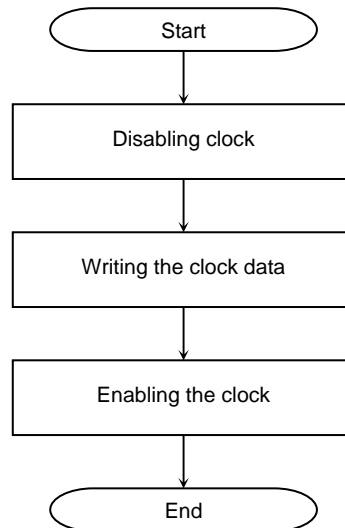 Start
Disabling clock
Writing the clock data
Enabling the clock
End